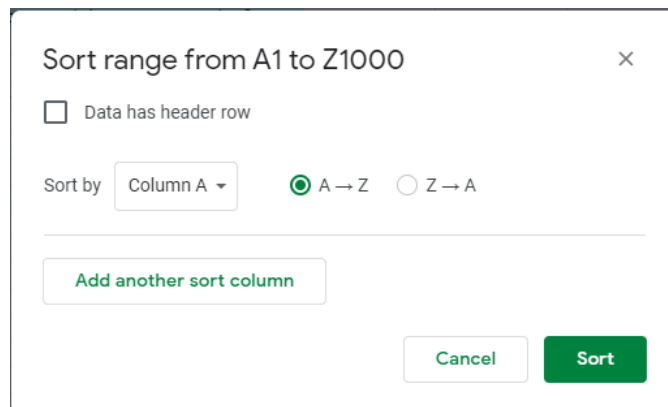 Sort range from A1 to Z1000
Data has header row
Sort by Column A A → Z Z → A
Add another sort column
Cancel Sort